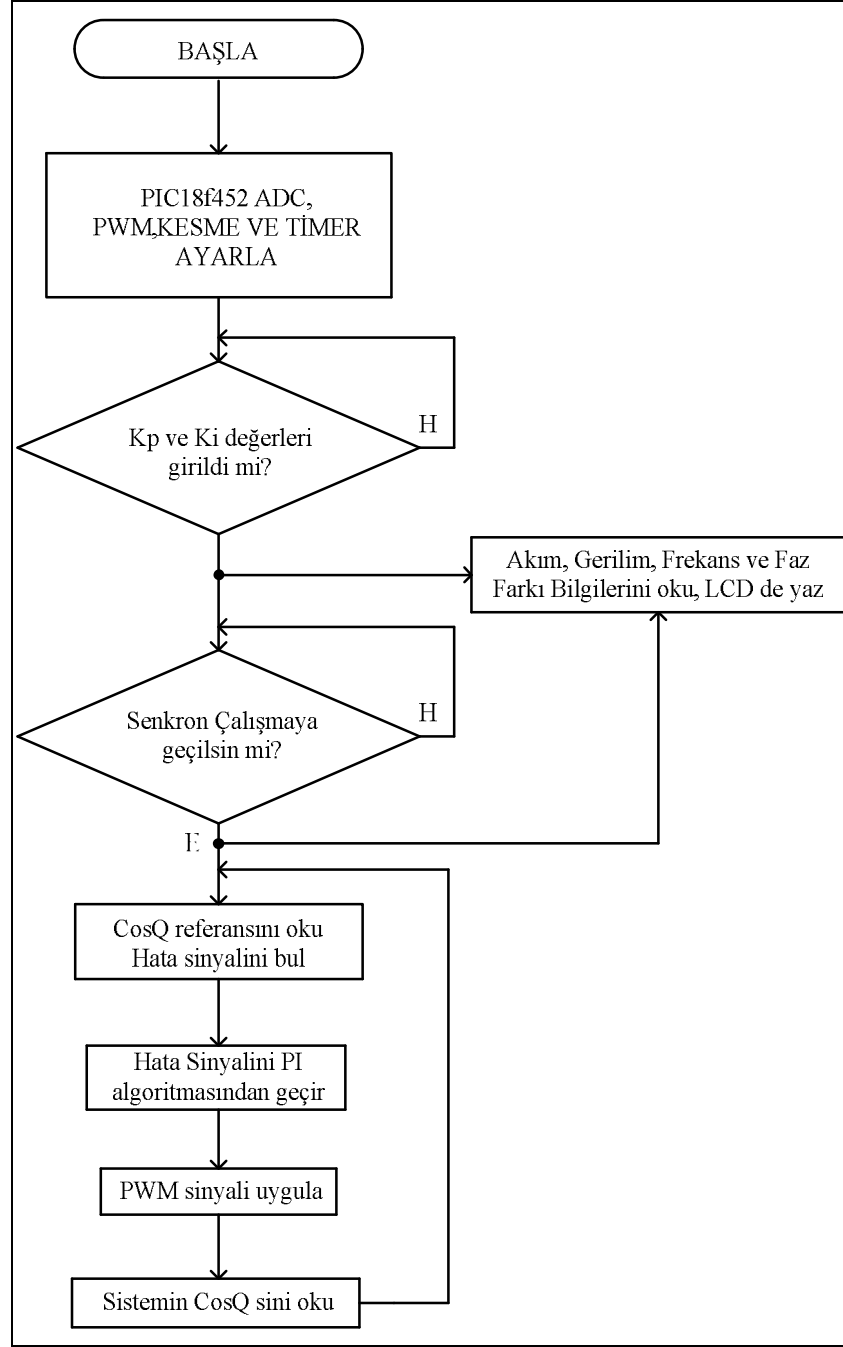 BAŞLA
PIC18f452 ADC,
PWM,KESME VE TİMER
AYARLA
Kp ve Ki değerleri
girildi mi?
H
Akım, Gerilim, Frekans ve Faz
Farkı Bilgilerini oku, LCD de yaz
Senkron Çalışmaya
geçilsin mi?
H
E
CosQ referansını oku
Hata sinyalini bul
Hata Sinyalini PI
algoritmasından geçir
PWM sinyali uygula
Sistemin CosQ sini oku